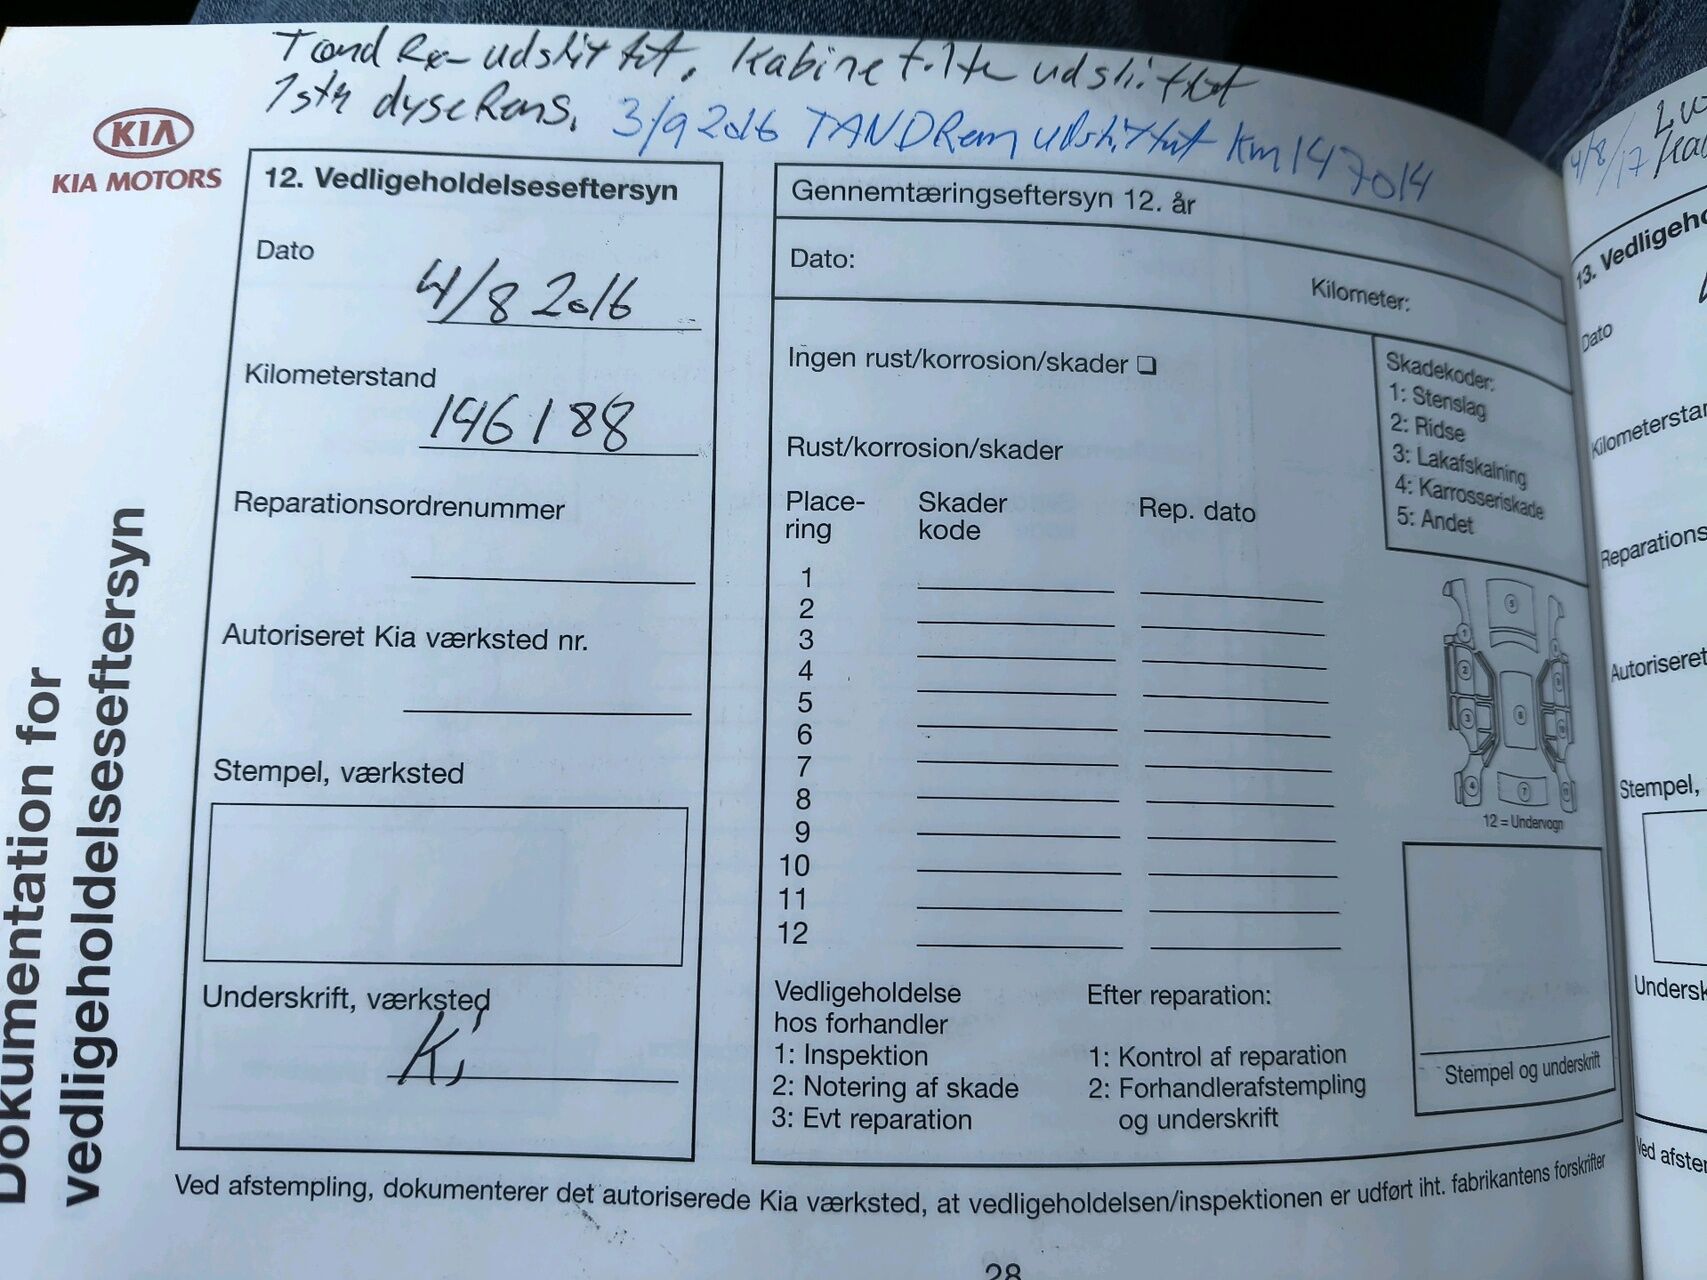 Tand Rem udskiftet. Kabinefilter udskiftet
1stk dyseRens. 3/9 2016 TANDRem udskiftet Km 147014
KIA
KIA MOTORS
Dokumentation for
vedligeholdelseseftersyn
12. Vedligeholdelseseftersyn
Dato
4/8 2016
Kilometerstand
146188
Reparationsordrenummer
Autoriseret Kia værksted nr.
Stempel, værksted
Underskrift, værksted
Gennemtæringseftersyn 12. år
Dato:
Kilometer:
Ingen rust/korrosion/skader
Skadekoder:
1: Stenslag
2: Ridse
3: Lakafskalning
4: Karrosseriskade
5: Andet
Rust/korrosion/skader
Place-
ring
Skader
kode
Rep. dato
1
2
3
4
5
6
7
8
9
10
11
12
12 = Undervogn
Vedligeholdelse
hos forhandler
1: Inspektion
2: Notering af skade
3: Evt reparation
Efter reparation:
1: Kontrol af reparation
2: Forhandlerafstempling
og underskrift
Stempel og underskrift
Ved afstempling, dokumenterer det autoriserede Kia værksted, at vedligeholdelsen/inspektionen er udført iht. fabrikantens forskrifter
28
4/8/17
13. Vedligeho
Dato
Kilometerstan
Reparations
Autoriseret
Stempel,
Undersk
Ved afste